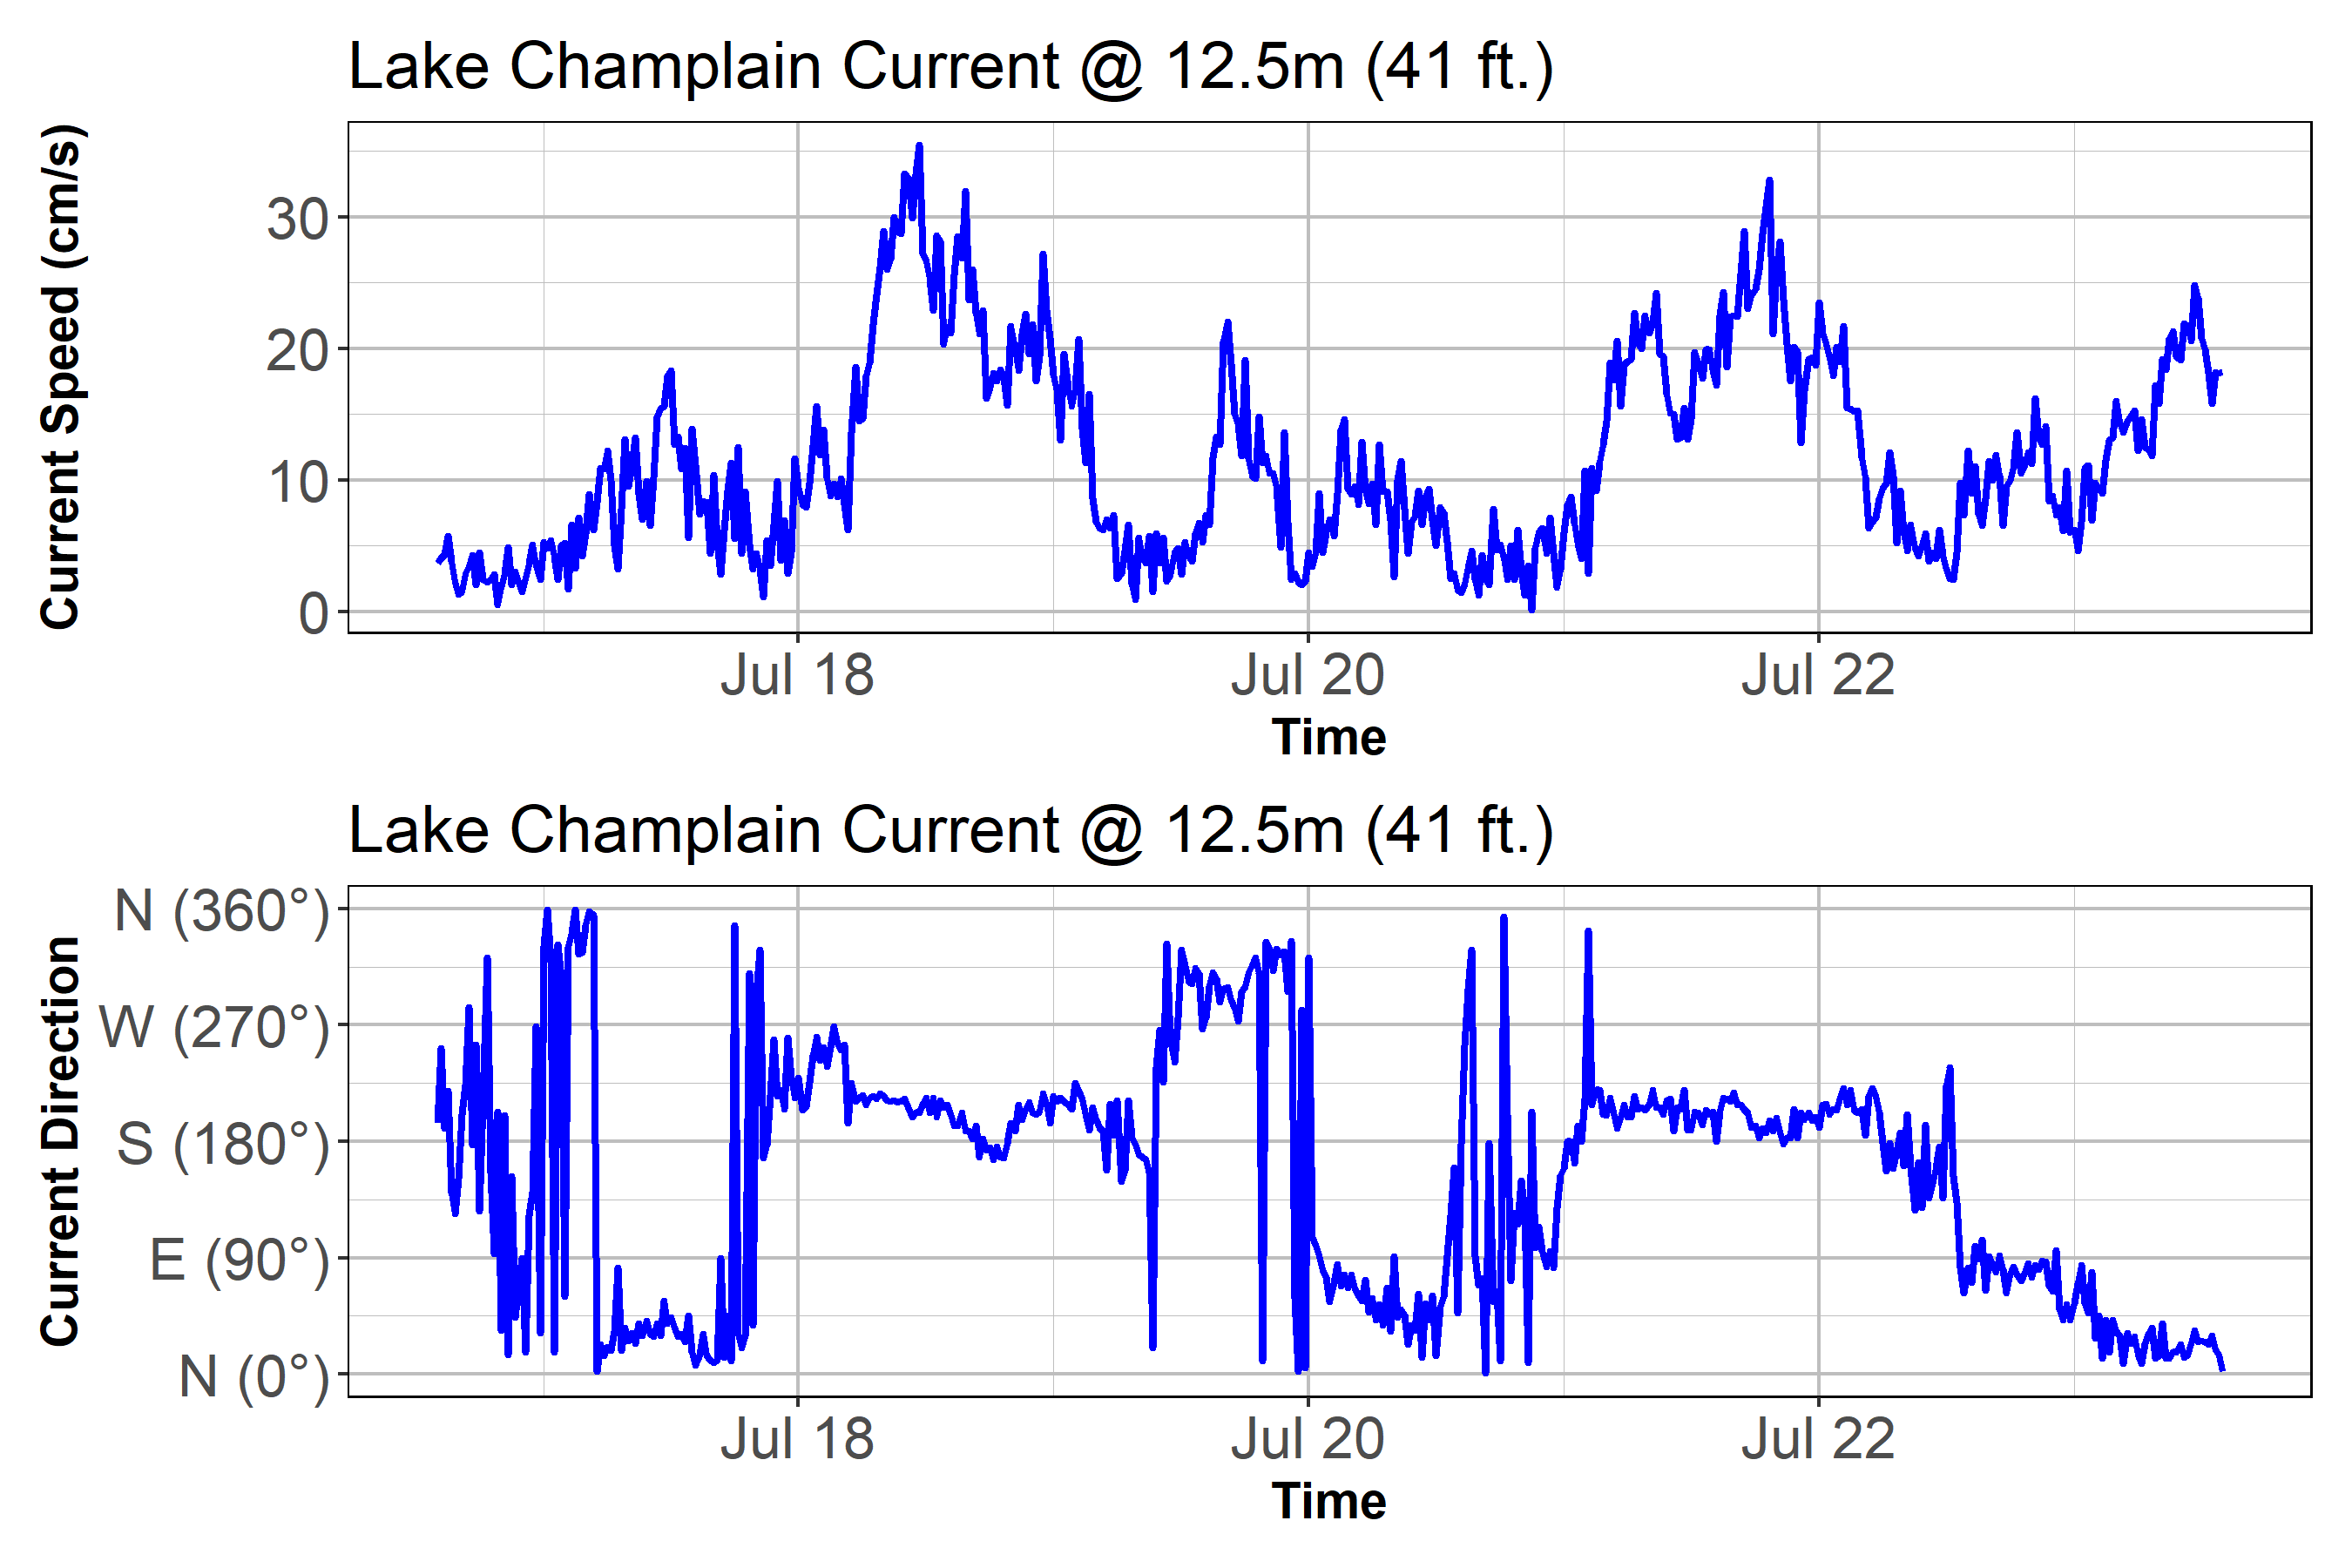 Lake Champlain Current @ 12.5m (41 ft.)
Current Speed (cm/s)
30
20
10
0
Jul 18 Jul 20 Jul 22
Time
Lake Champlain Current @ 12.5m (41 ft.)
Current Direction
N (360°)
W (270°)
S (180°)
E (90°)
N (0°)
Jul 18 Jul 20 Jul 22
Time